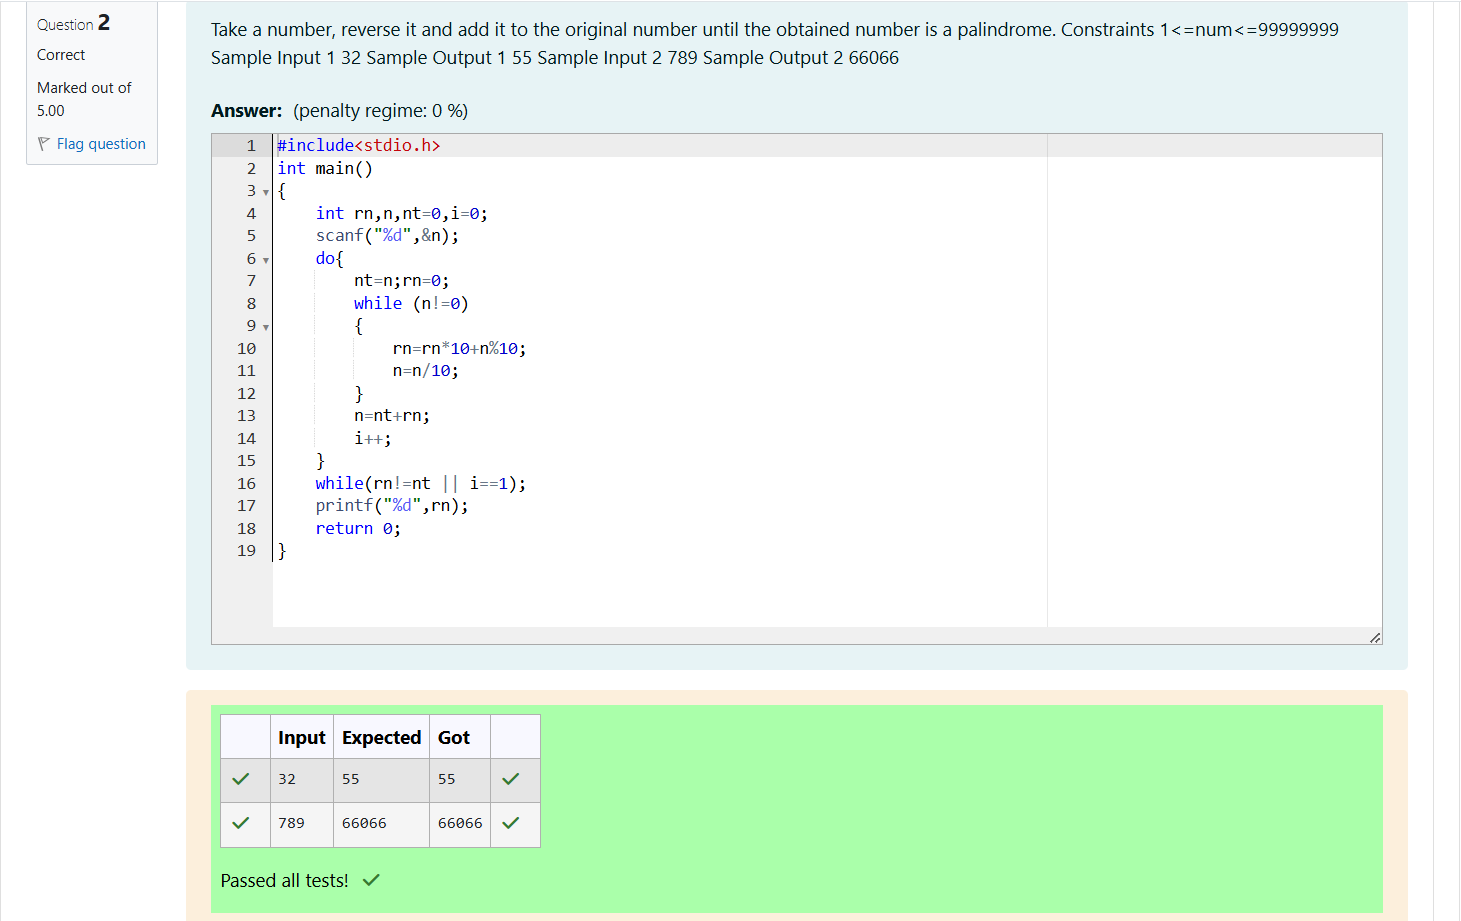 Question 2
Correct
Marked out of
5.00
Flag question
Take a number, reverse it and add it to the original number until the obtained number is a palindrome. Constraints 1<=num<=99999999
Sample Input 1 32 Sample Output 1 55 Sample Input 2 789 Sample Output 2 66066
Answer: (penalty regime: 0 %)
1 #include<stdio.h>
2 int main()
3 {
4 int rn,n,nt=0,i=0;
5 scanf("%d",&n);
6 do{
7 nt=n;rn=0;
8 while (n!=0)
9 {
10 rn=rn*10+n%10;
11 n=n/10;
12 }
13 n=nt+rn;
14 i++;
15 }
16 while(rn!=nt || i==1);
17 printf("%d",rn);
18 return 0;
19 }
Input Expected Got
32 55 55
789 66066 66066
Passed all tests!